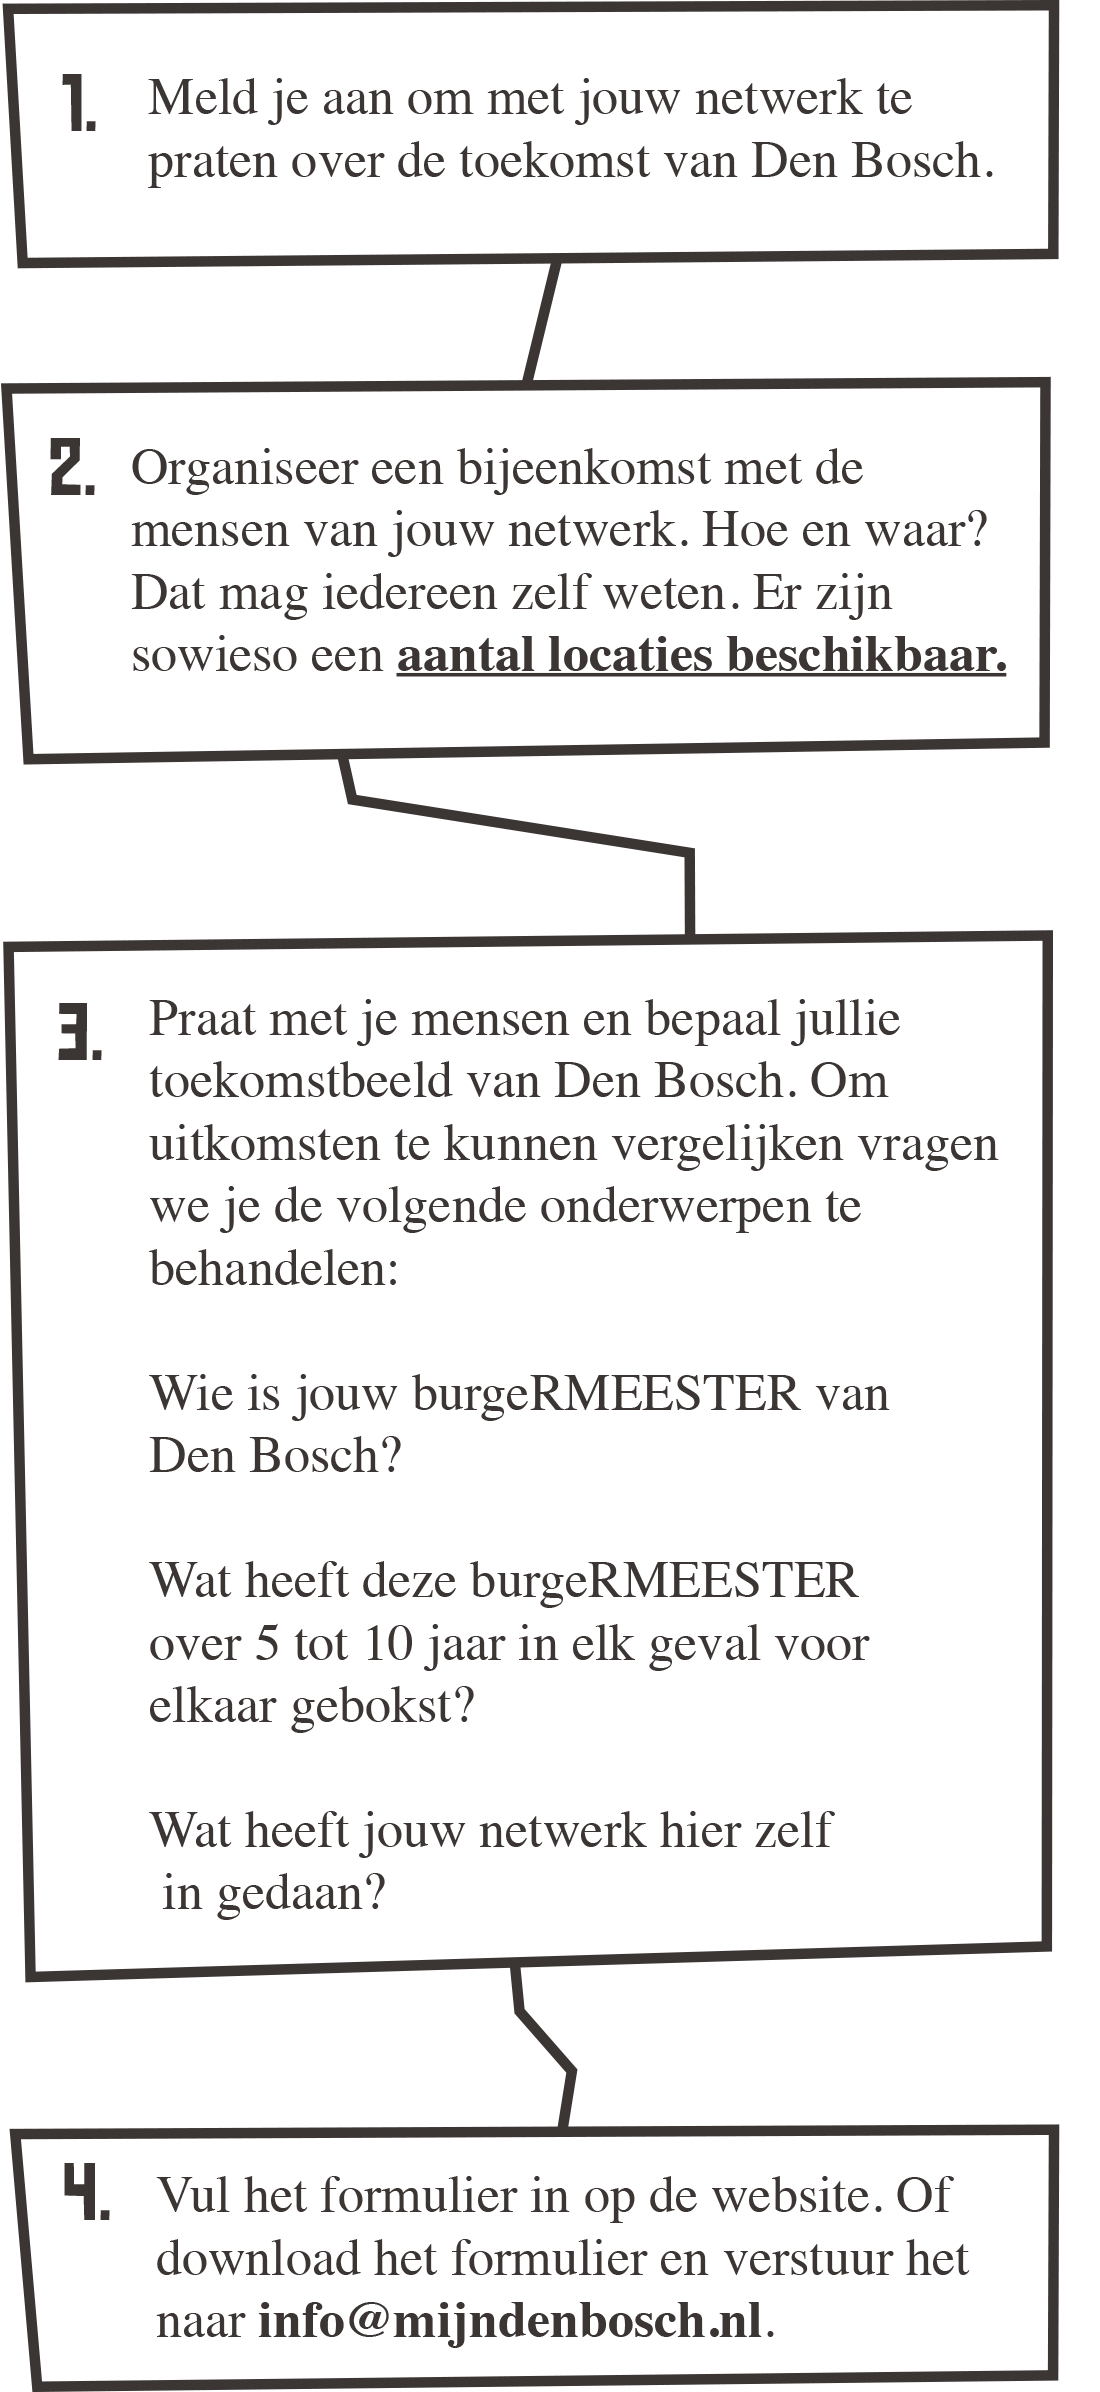 1. Meld je aan om met jouw netwerk te
praten over de toekomst van Den Bosch.
2. Organiseer een bijeenkomst met de
mensen van jouw netwerk. Hoe en waar?
Dat mag iedereen zelf weten. Er zijn
sowieso een aantal locaties beschikbaar.
3. Praat met je mensen en bepaal jullie
toekomstbeeld van Den Bosch. Om
uitkomsten te kunnen vergelijken vragen
we je de volgende onderwerpen te
behandelen:
Wie is jouw burgeRMEESTER van
Den Bosch?
Wat heeft deze burgeRMEESTER
over 5 tot 10 jaar in elk geval voor
elkaar gebokst?
Wat heeft jouw netwerk hier zelf
in gedaan?
4. Vul het formulier in op de website. Of
download het formulier en verstuur het
naar info@mijndenbosch.nl.